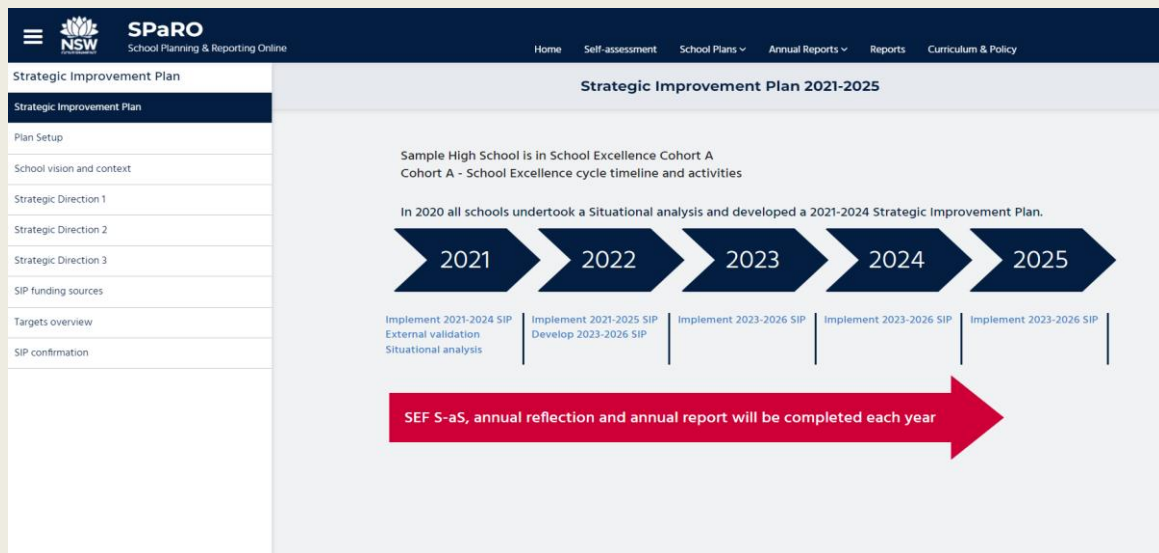 NSW
SPaRO
School Planning & Reporting Online
Home Self-assessment School Plans Annual Reports Reports Curriculum & Policy
Strategic Improvement Plan
Strategic Improvement Plan
Plan Setup
School vision and context
Strategic Direction 1
Strategic Direction 2
Strategic Direction 3
SIP funding sources
Targets overview
SIP confirmation
Strategic Improvement Plan 2021-2025
Sample High School is in School Excellence Cohort A
Cohort A - School Excellence cycle timeline and activities
In 2020 all schools undertook a Situational analysis and developed a 2021-2024 Strategic Improvement Plan.
2021 2022 2023 2024 2025
Implement 2021-2024 SIP
External validation
Situational analysis
Implement 2021-2025 SIP
Develop 2023-2026 SIP
Implement 2023-2026 SIP
Implement 2023-2026 SIP
Implement 2023-2026 SIP
SEF S-aS, annual reflection and annual report will be completed each year